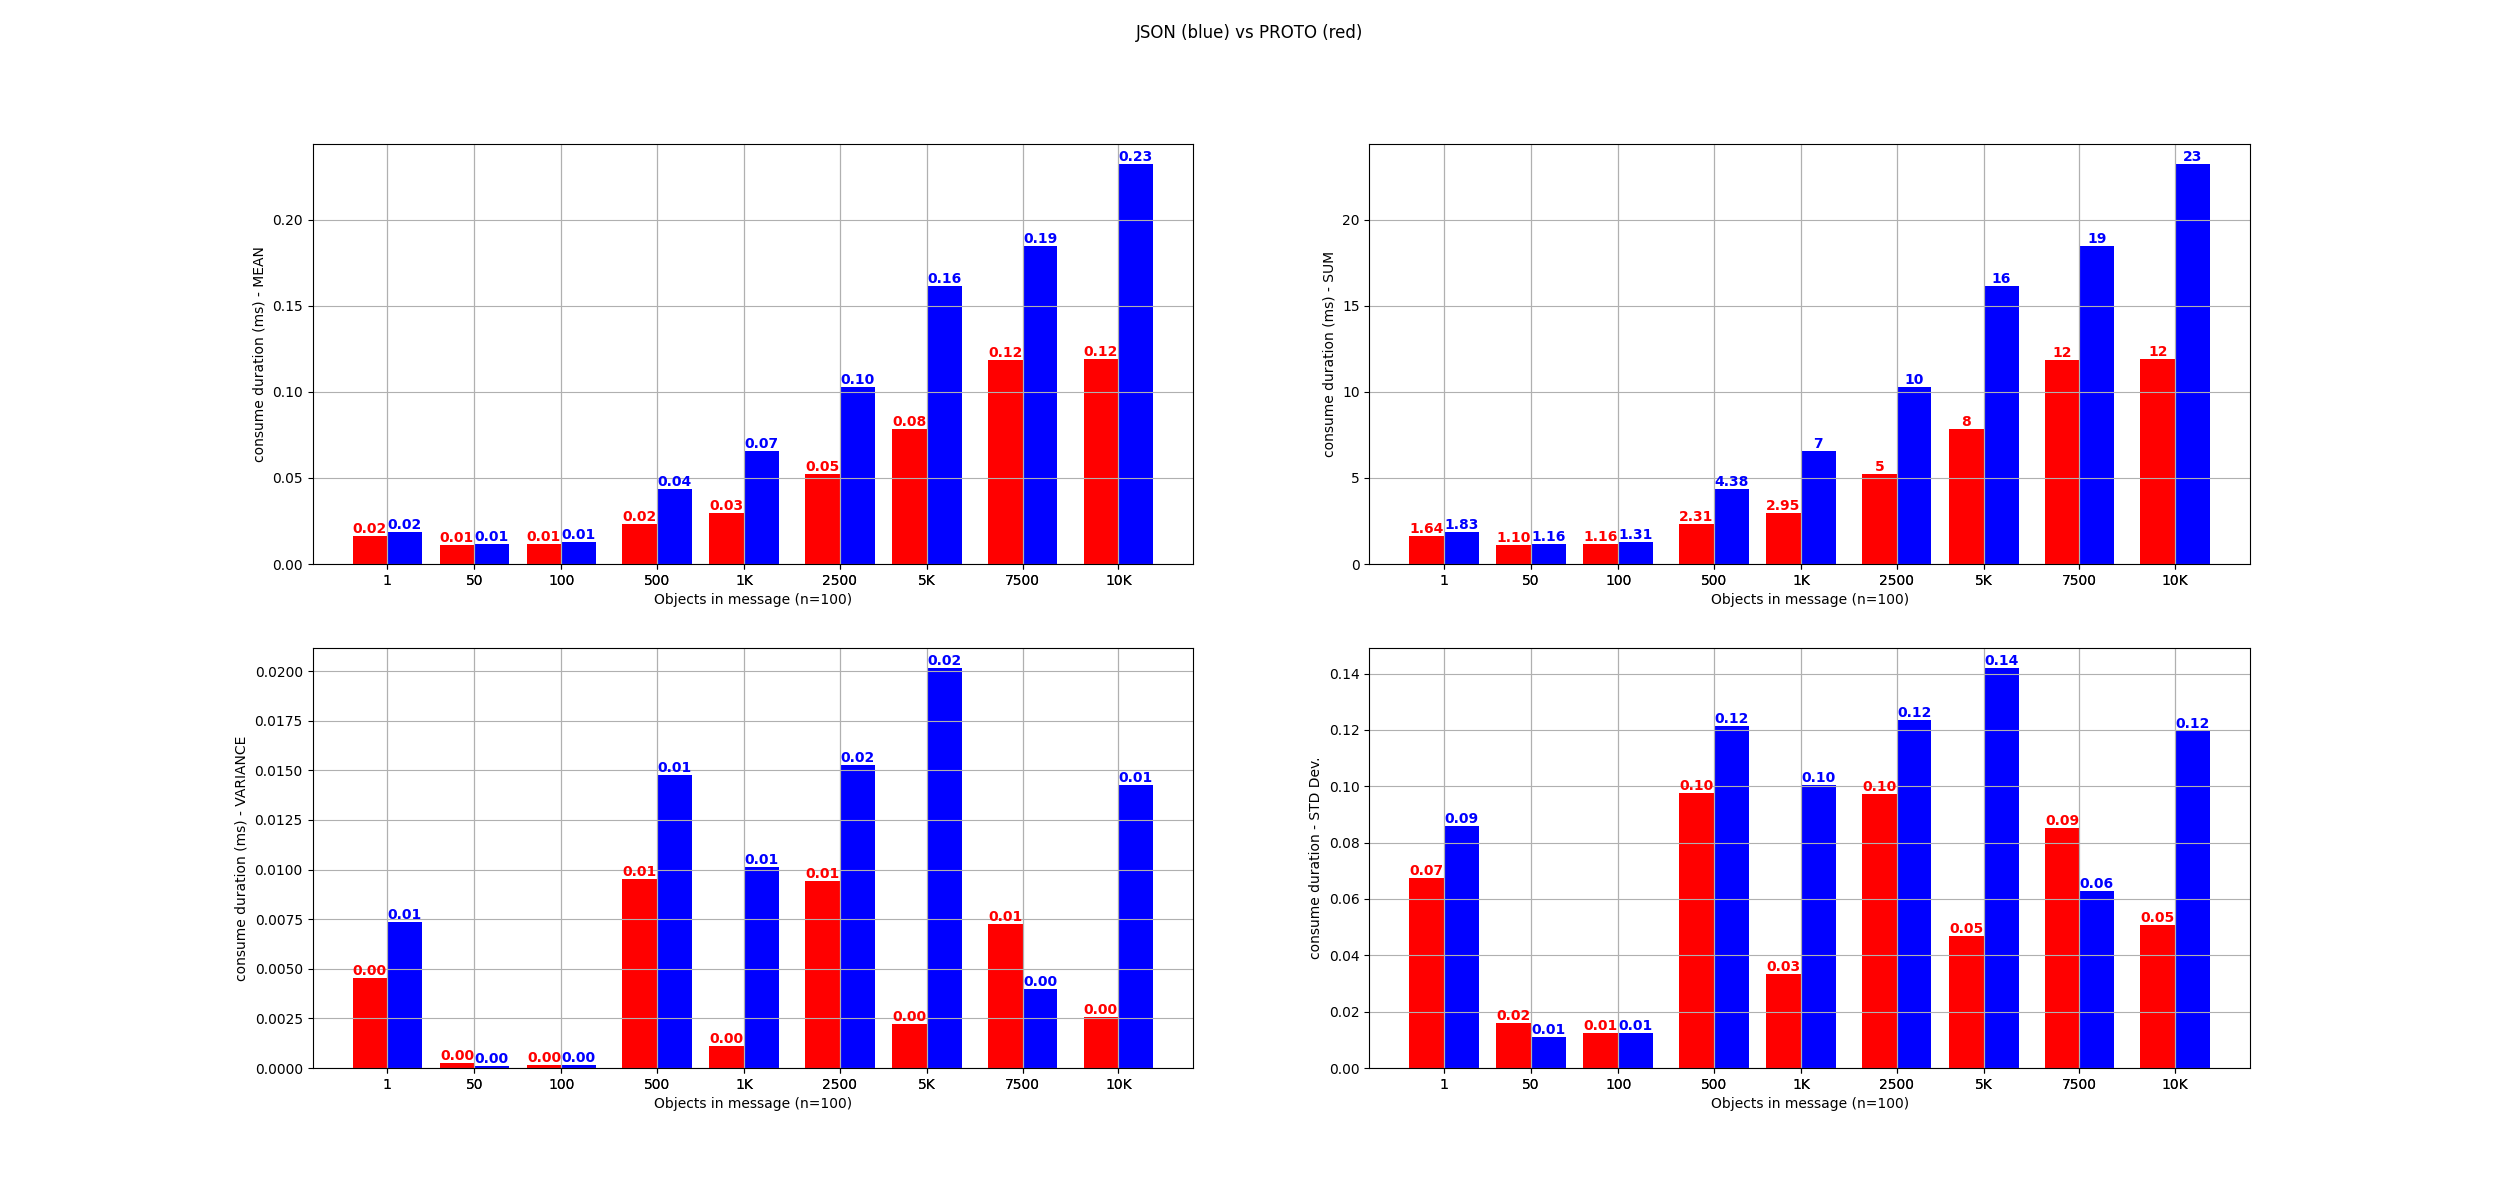 JSON (blue) vs PROTO (red)
consume duration (ms) - MEAN
0.20
0.15
0.10
0.05
0.00
0.02 0.02 0.01 0.01 0.01 0.01 0.02 0.04 0.03 0.07 0.05 0.10 0.08 0.16 0.12 0.19 0.12 0.23
1 50 100 500 1K 2500 5K 7500 10K
Objects in message (n=100)
consume duration (ms) - SUM
20
15
10
5
0
1.64 1.83 1.10 1.16 1.16 1.31 2.31 4.38 2.95 7 5 10 8 16 12 19 12 23
1 50 100 500 1K 2500 5K 7500 10K
Objects in message (n=100)
consume duration (ms) - VARIANCE
0.0200
0.0175
0.0150
0.0125
0.0100
0.0075
0.0050
0.0025
0.0000
0.00 0.01 0.00 0.00 0.00 0.00 0.01 0.01 0.00 0.01 0.01 0.02 0.00 0.02 0.01 0.00 0.00 0.01
1 50 100 500 1K 2500 5K 7500 10K
Objects in message (n=100)
consume duration - STD Dev.
0.14
0.12
0.10
0.08
0.06
0.04
0.02
0.00
0.07 0.09 0.02 0.01 0.01 0.01 0.10 0.12 0.03 0.10 0.10 0.12 0.05 0.14 0.09 0.06 0.05 0.12
1 50 100 500 1K 2500 5K 7500 10K
Objects in message (n=100)